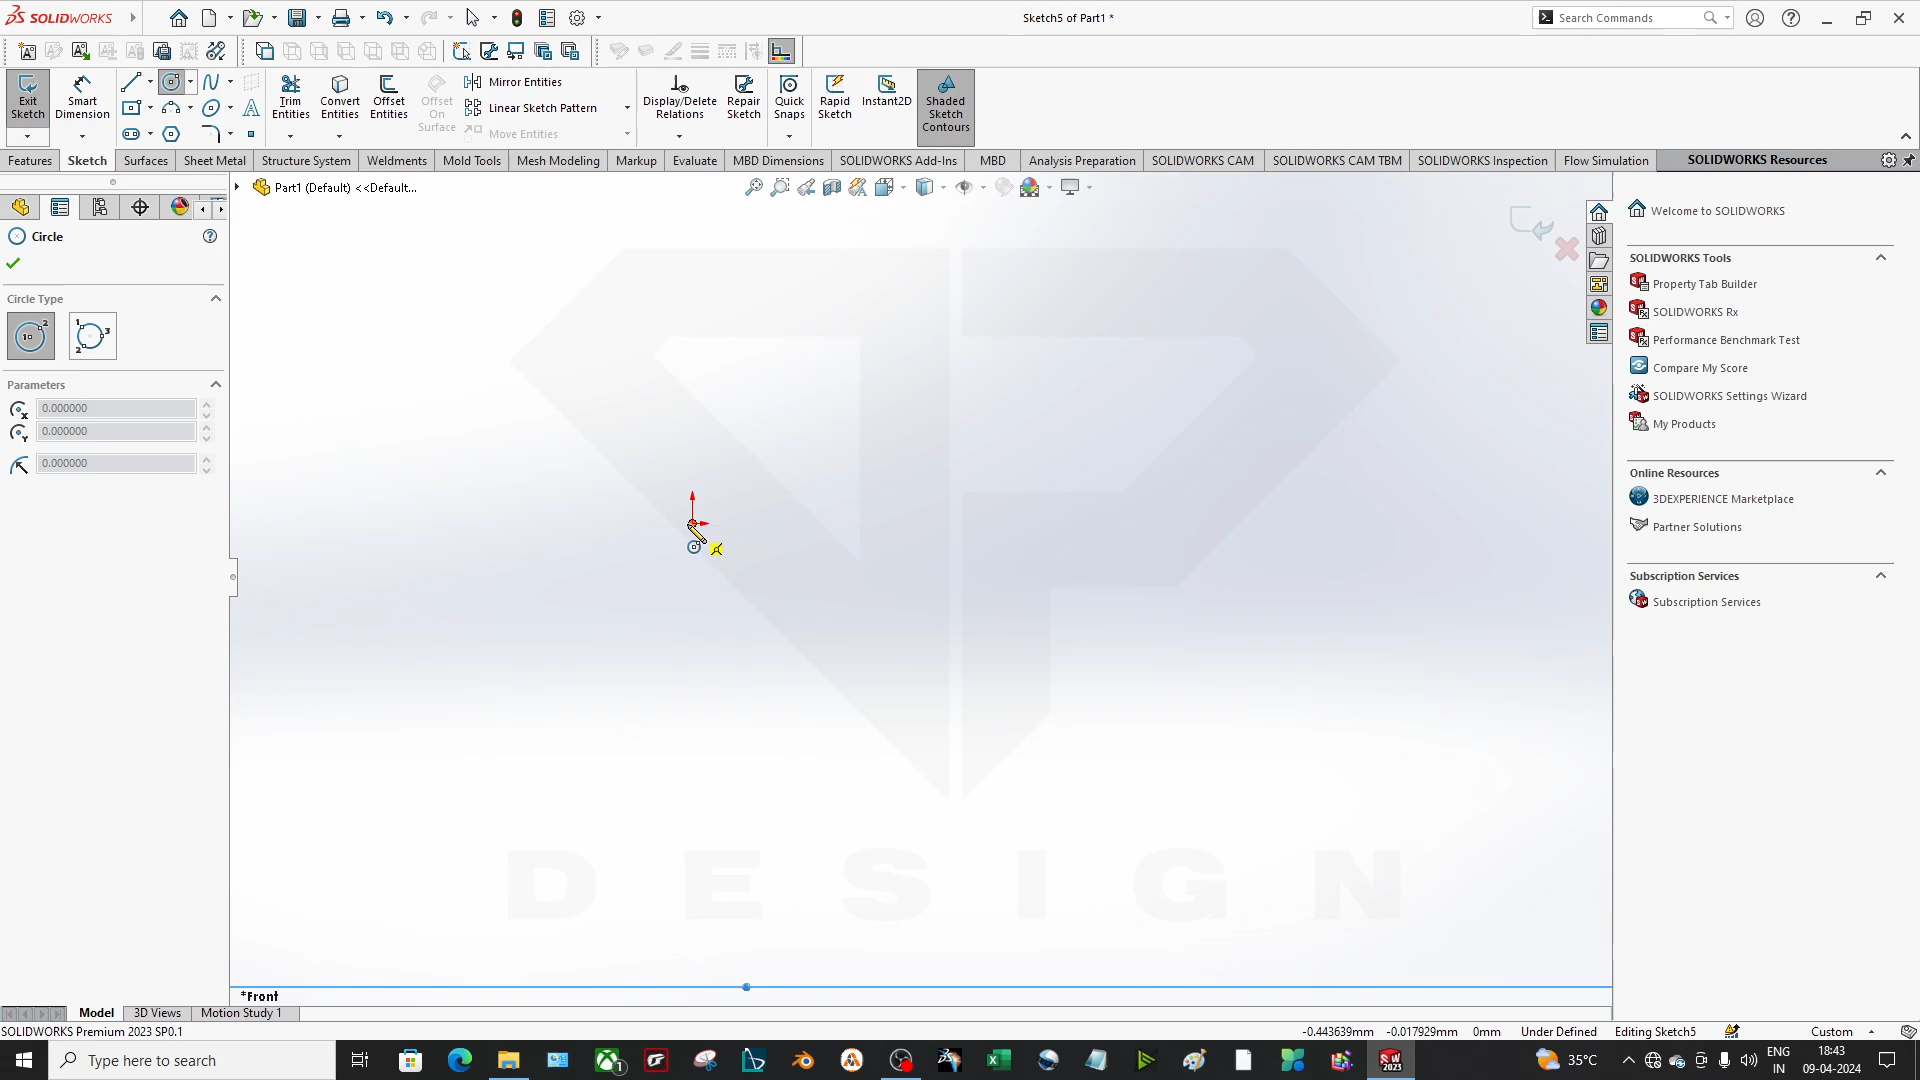 SOLIDWORKS
Sketch5 of Part1 *
Search Commands
Exit Sketch
Smart Dimension
Trim Entities
Convert Entities
Offset Entities
Offset On Surface
Mirror Entities
Linear Sketch Pattern
Move Entities
Display/Delete Relations
Repair Sketch
Quick Snaps
Rapid Sketch
Instant2D
Shaded Sketch Contours
Features
Sketch
Surfaces
Sheet Metal
Structure System
Weldments
Mold Tools
Mesh Modeling
Markup
Evaluate
MBD Dimensions
SOLIDWORKS Add-Ins
MBD
Analysis Preparation
SOLIDWORKS CAM
SOLIDWORKS CAM TBM
SOLIDWORKS Inspection
Flow Simulation
SOLIDWORKS Resources
Part1 (Default) <<Default...
Circle
Circle Type
Parameters
0.000000
0.000000
0.000000
Welcome to SOLIDWORKS
SOLIDWORKS Tools
Property Tab Builder
SOLIDWORKS Rx
Performance Benchmark Test
Compare My Score
SOLIDWORKS Settings Wizard
My Products
Online Resources
3DEXPERIENCE Marketplace
Partner Solutions
Subscription Services
Subscription Services
DESIGN
*Front
Model
3D Views
Motion Study 1
SOLIDWORKS Premium 2023 SP0.1
-0.443639mm
-0.017929mm
0mm
Under Defined
Editing Sketch5
Custom
Type here to search
35°C
ENG
IN
18:43
09-04-2024